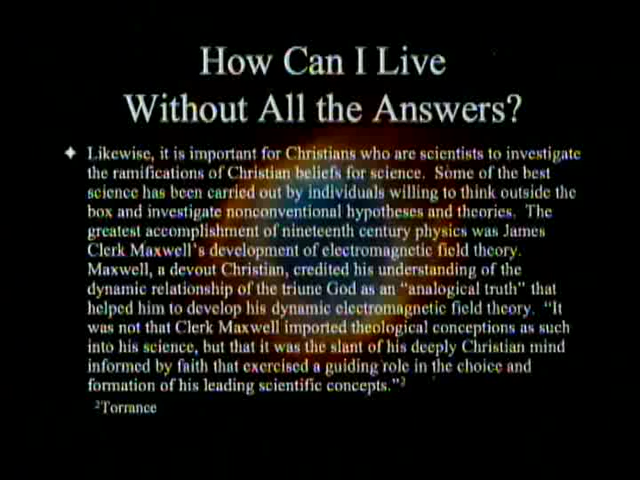 How Can I Live
Without All the Answers?
Likewise, it is important for Christians who are scientists to investigate
the ramifications of Christian beliefs for science. Some of the best
science has been carried out by individuals willing to think outside the
box and investigate nonconventional hypotheses and theories. The
greatest accomplishment of nineteenth century physics was James
Clerk Maxwell's development of electromagnetic field theory.
Maxwell, a devout Christian, credited his understanding of the
dynamic relationship of the triune God as an “analogical truth” that
helped him to develop his dynamic electromagnetic field theory. “It
was not that Clerk Maxwell imported theological conceptions as such
into his science, but that it was the slant of his deeply Christian mind
informed by faith that exercised a guiding role in the choice and
formation of his leading scientific concepts.”²
²Torrance